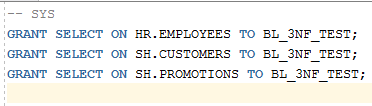 -- SYS
GRANT SELECT ON HR.EMPLOYEES TO BL_3NF_TEST;
GRANT SELECT ON SH.CUSTOMERS TO BL_3NF_TEST;
GRANT SELECT ON SH.PROMOTIONS TO BL_3NF_TEST;